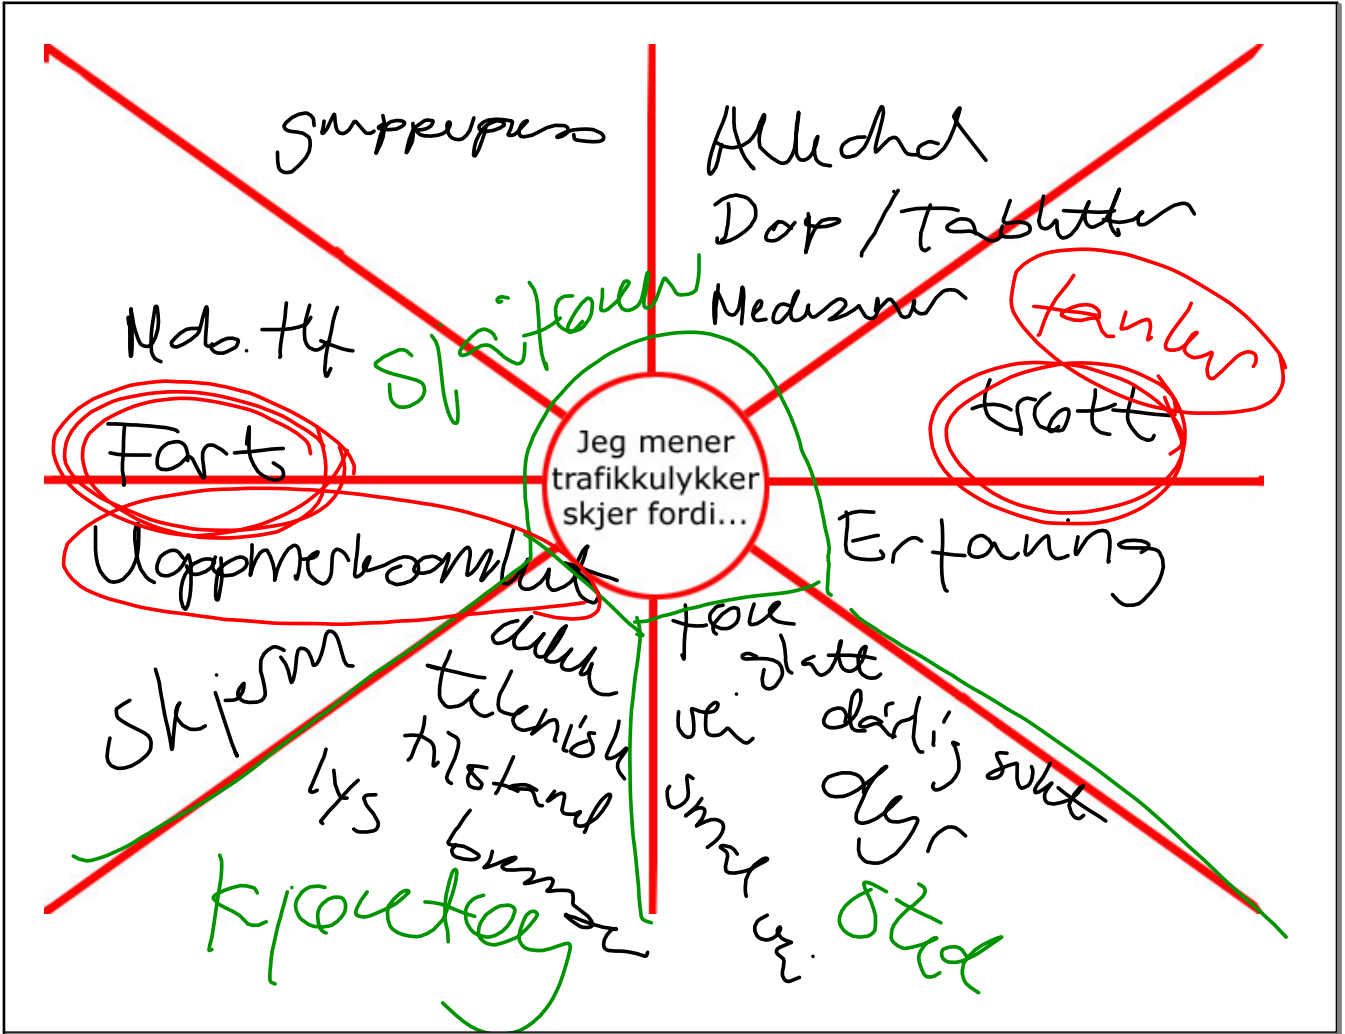 gruppepress
Alkohol
Dop / Tabletter
Medisiner
tanker
Mob. tlf
sjåføren
trøtt
Fart
Jeg mener
trafikkulykker
skjer fordi...
Erfaring
Uoppmerksomhet
dekk
føre
glatt
skjerm
teknisk
tilstand
vei
dårlig sikt
lys
bremser
smal
vei.
dyr
kjøretøy
sted